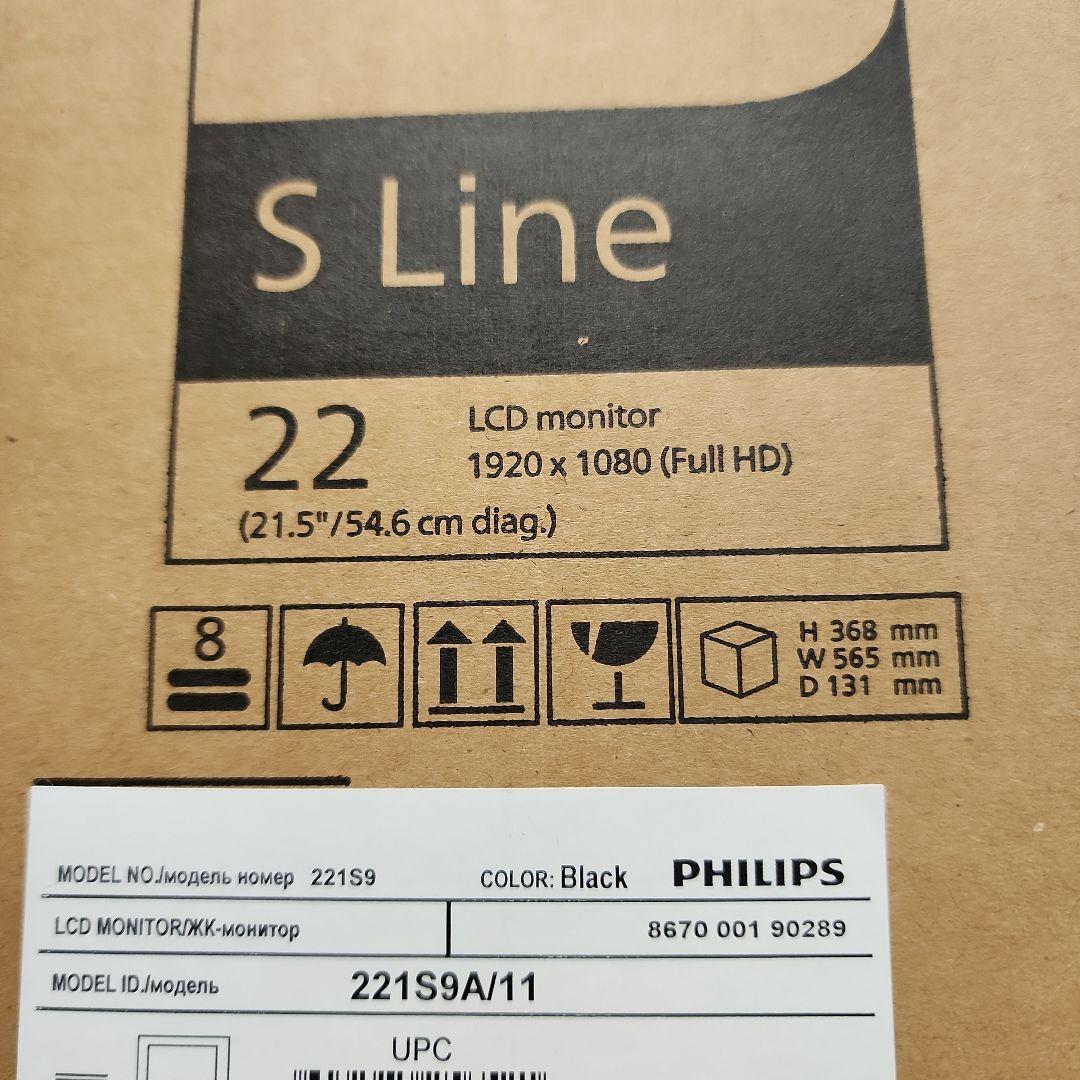 S Line
22
LCD monitor
1920 x 1080 (Full HD)
(21.5"/54.6 cm diag.)
8
H 368 mm
W 565 mm
D 131 mm
MODEL NO./модель номер 221S9 COLOR: Black PHILIPS
LCD MONITOR/ЖК-монитор 8670 001 90289
MODEL ID./модель 221S9A/11
UPC